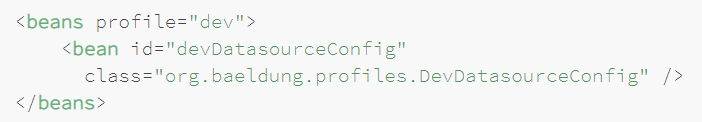 <beans profile="dev">
    <bean id="devDatasourceConfig"
      class="org.baeldung.profiles.DevDatasourceConfig" />
</beans>